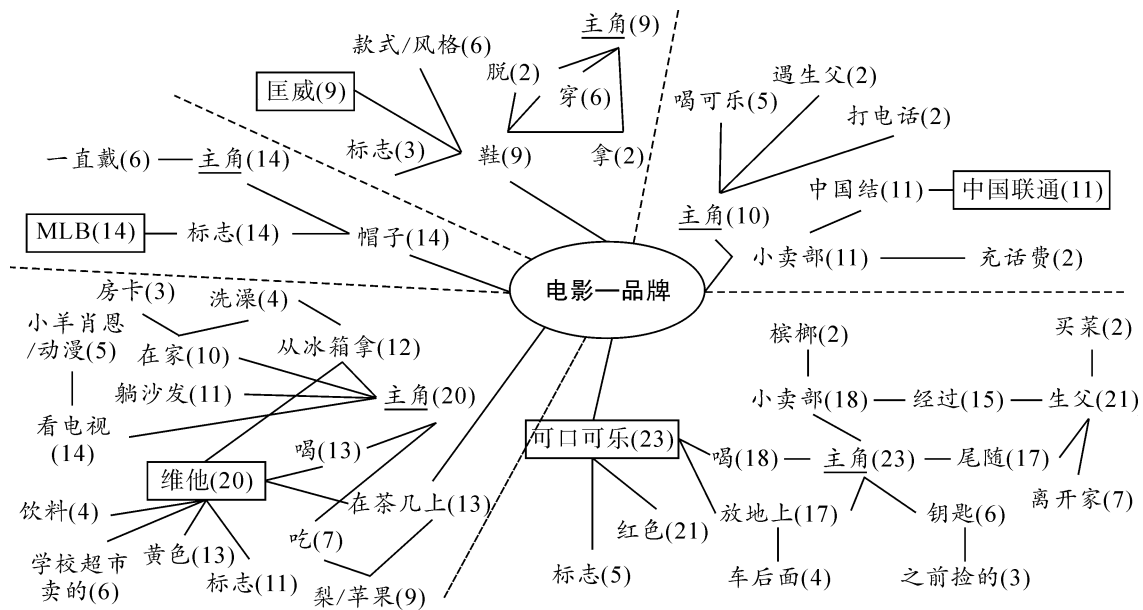 主角(9)
款式/风格(6)
脱(2)
穿(6)
匡威(9)
标志(3)
鞋(9)
拿(2)
一直戴(6)
主角(14)
MLB(14)
标志(14)
帽子(14)
遇生父(2)
喝可乐(5)
打电话(2)
中国结(11)
中国联通(11)
主角(10)
小卖部(11)
充话费(2)
电影—品牌
房卡(3)
洗澡(4)
小羊肖恩
/动漫(5)
在家(10)
从冰箱拿(12)
躺沙发(11)
主角(20)
看电视
(14)
喝(13)
维他(20)
在茶几上(13)
饮料(4)
吃(7)
学校超市
卖的(6)
黄色(13)
标志(11)
梨/苹果(9)
槟榔(2)
买菜(2)
小卖部(18)
经过(15)
生父(21)
可口可乐(23)
喝(18)
主角(23)
尾随(17)
离开家(7)
红色(21)
放地上(17)
钥匙(6)
标志(5)
车后面(4)
之前捡的(3)